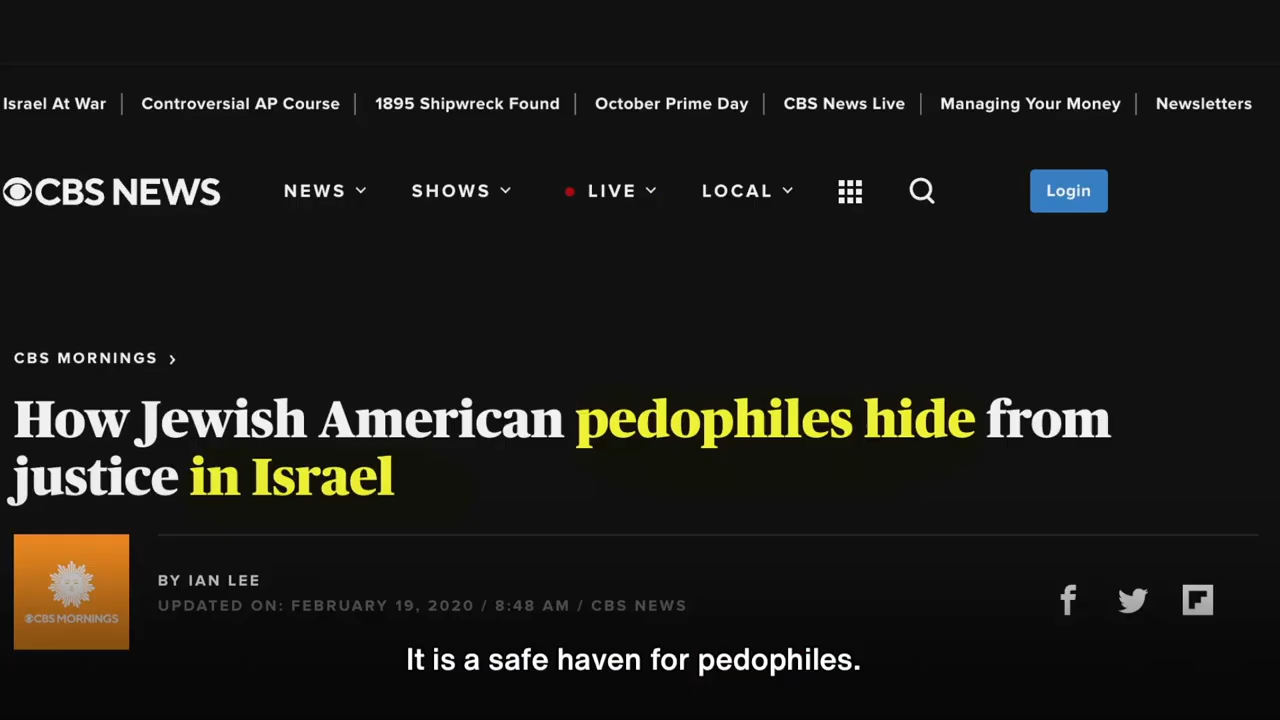 Israel At War | Controversial AP Course | 1895 Shipwreck Found | October Prime Day | CBS News Live | Managing Your Money | Newsletters
CBS NEWS NEWS SHOWS LIVE LOCAL Login
CBS MORNINGS >
How Jewish American pedophiles hide from
justice in Israel
CBS MORNINGS
BY IAN LEE
UPDATED ON: FEBRUARY 19, 2020 / 8:48 AM / CBS NEWS
It is a safe haven for pedophiles.